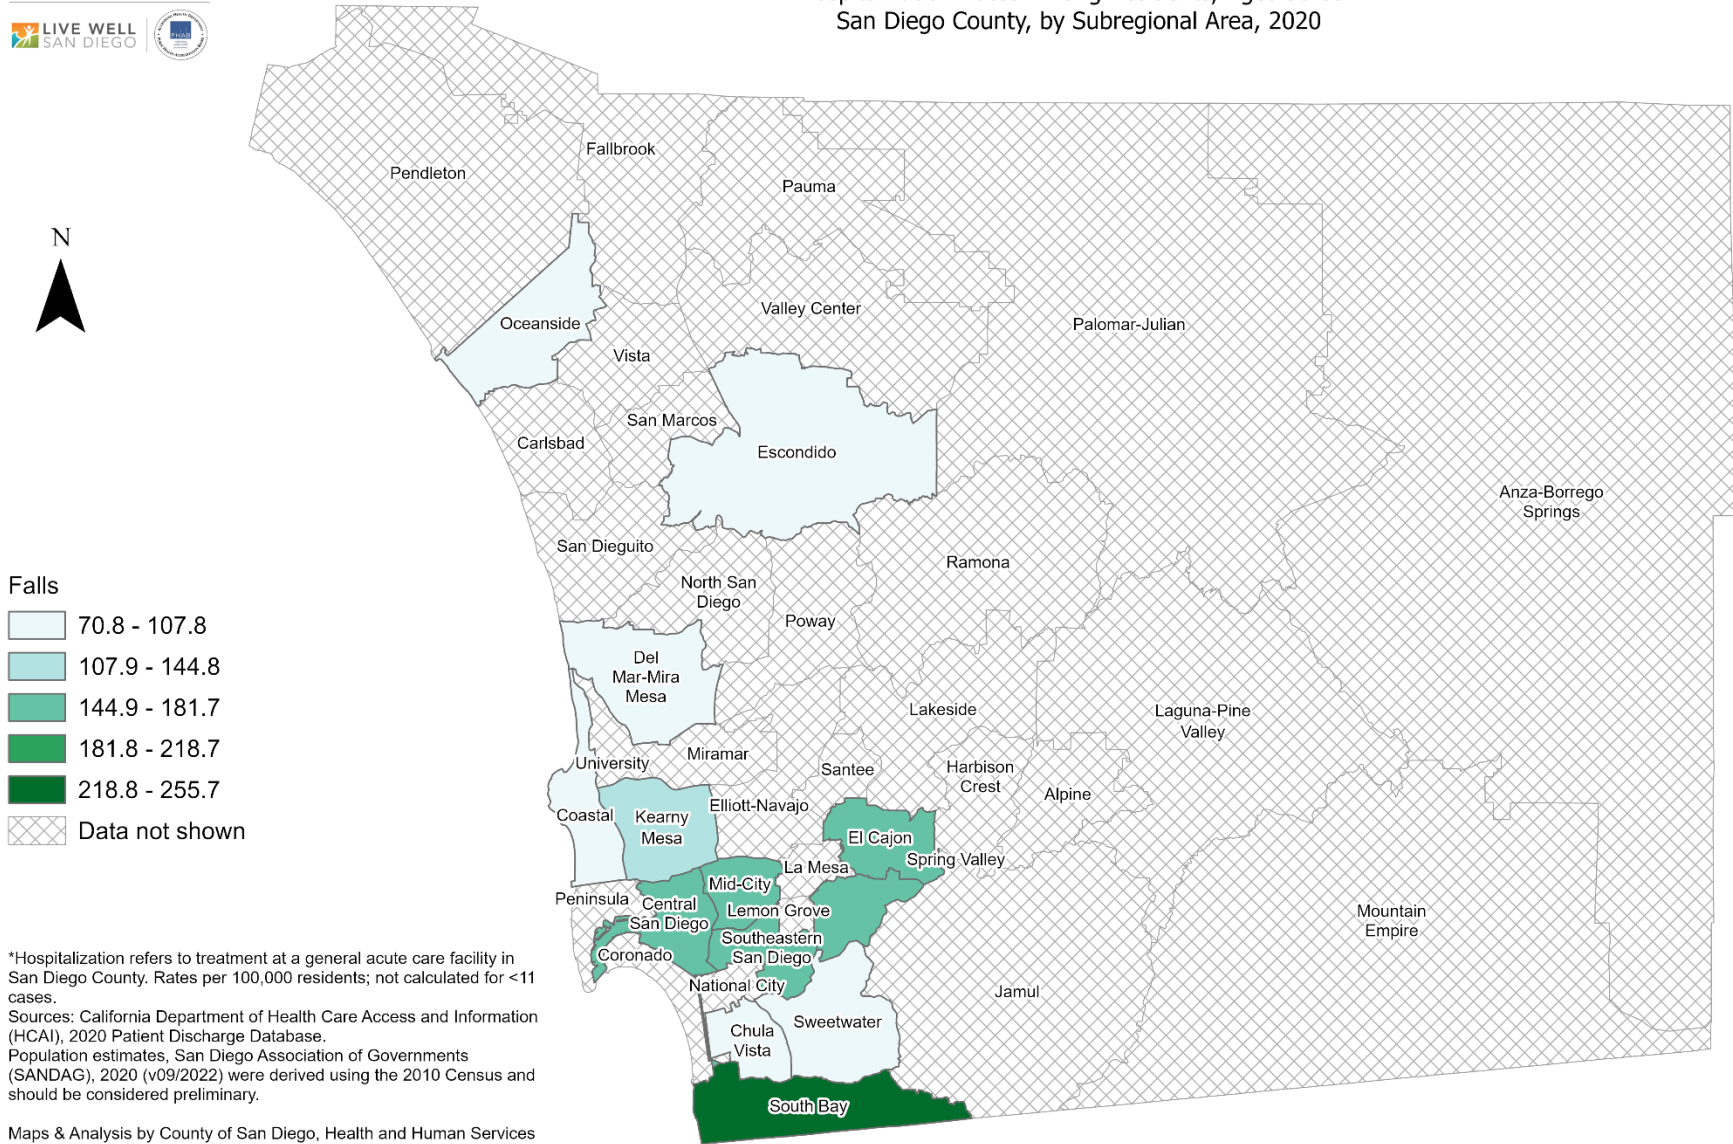 LIVE WELL
SAN DIEGO
PHAB
San Diego County, by Subregional Area, 2020
N
Pendleton
Fallbrook
Pauma
Oceanside
Valley Center
Palomar-Julian
Vista
San Marcos
Carlsbad
Escondido
Anza-Borrego
Springs
San Dieguito
North San
Diego
Ramona
Poway
Del
Mar-Mira
Mesa
Lakeside
Laguna-Pine
Valley
Miramar
University
Santee
Harbison
Crest
Alpine
Elliott-Navajo
Coastal
Kearny
Mesa
El Cajon
Spring Valley
La Mesa
Mid-City
Peninsula
Central
San Diego
Lemon Grove
Mountain
Empire
Southeastern
San Diego
Coronado
National City
Jamul
Sweetwater
Chula
Vista
South Bay
Falls
70.8 - 107.8
107.9 - 144.8
144.9 - 181.7
181.8 - 218.7
218.8 - 255.7
Data not shown
*Hospitalization refers to treatment at a general acute care facility in
San Diego County. Rates per 100,000 residents; not calculated for <11
cases.
Sources: California Department of Health Care Access and Information
(HCAI), 2020 Patient Discharge Database.
Population estimates, San Diego Association of Governments
(SANDAG), 2020 (v09/2022) were derived using the 2010 Census and
should be considered preliminary.
Maps & Analysis by County of San Diego, Health and Human Services